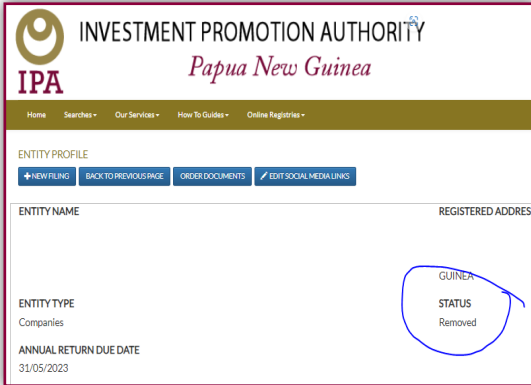 INVESTMENT PROMOTION AUTHORITY
Papua New Guinea
IPA
Home Searches Our Services How To Guides Online Registries
ENTITY PROFILE
NEW FILING BACK TO PREVIOUS PAGE ORDER DOCUMENTS EDIT SOCIAL MEDIA LINKS
ENTITY NAME REGISTERED ADDRES
GUINEA
ENTITY TYPE STATUS
Companies Removed
ANNUAL RETURN DUE DATE
31/05/2023